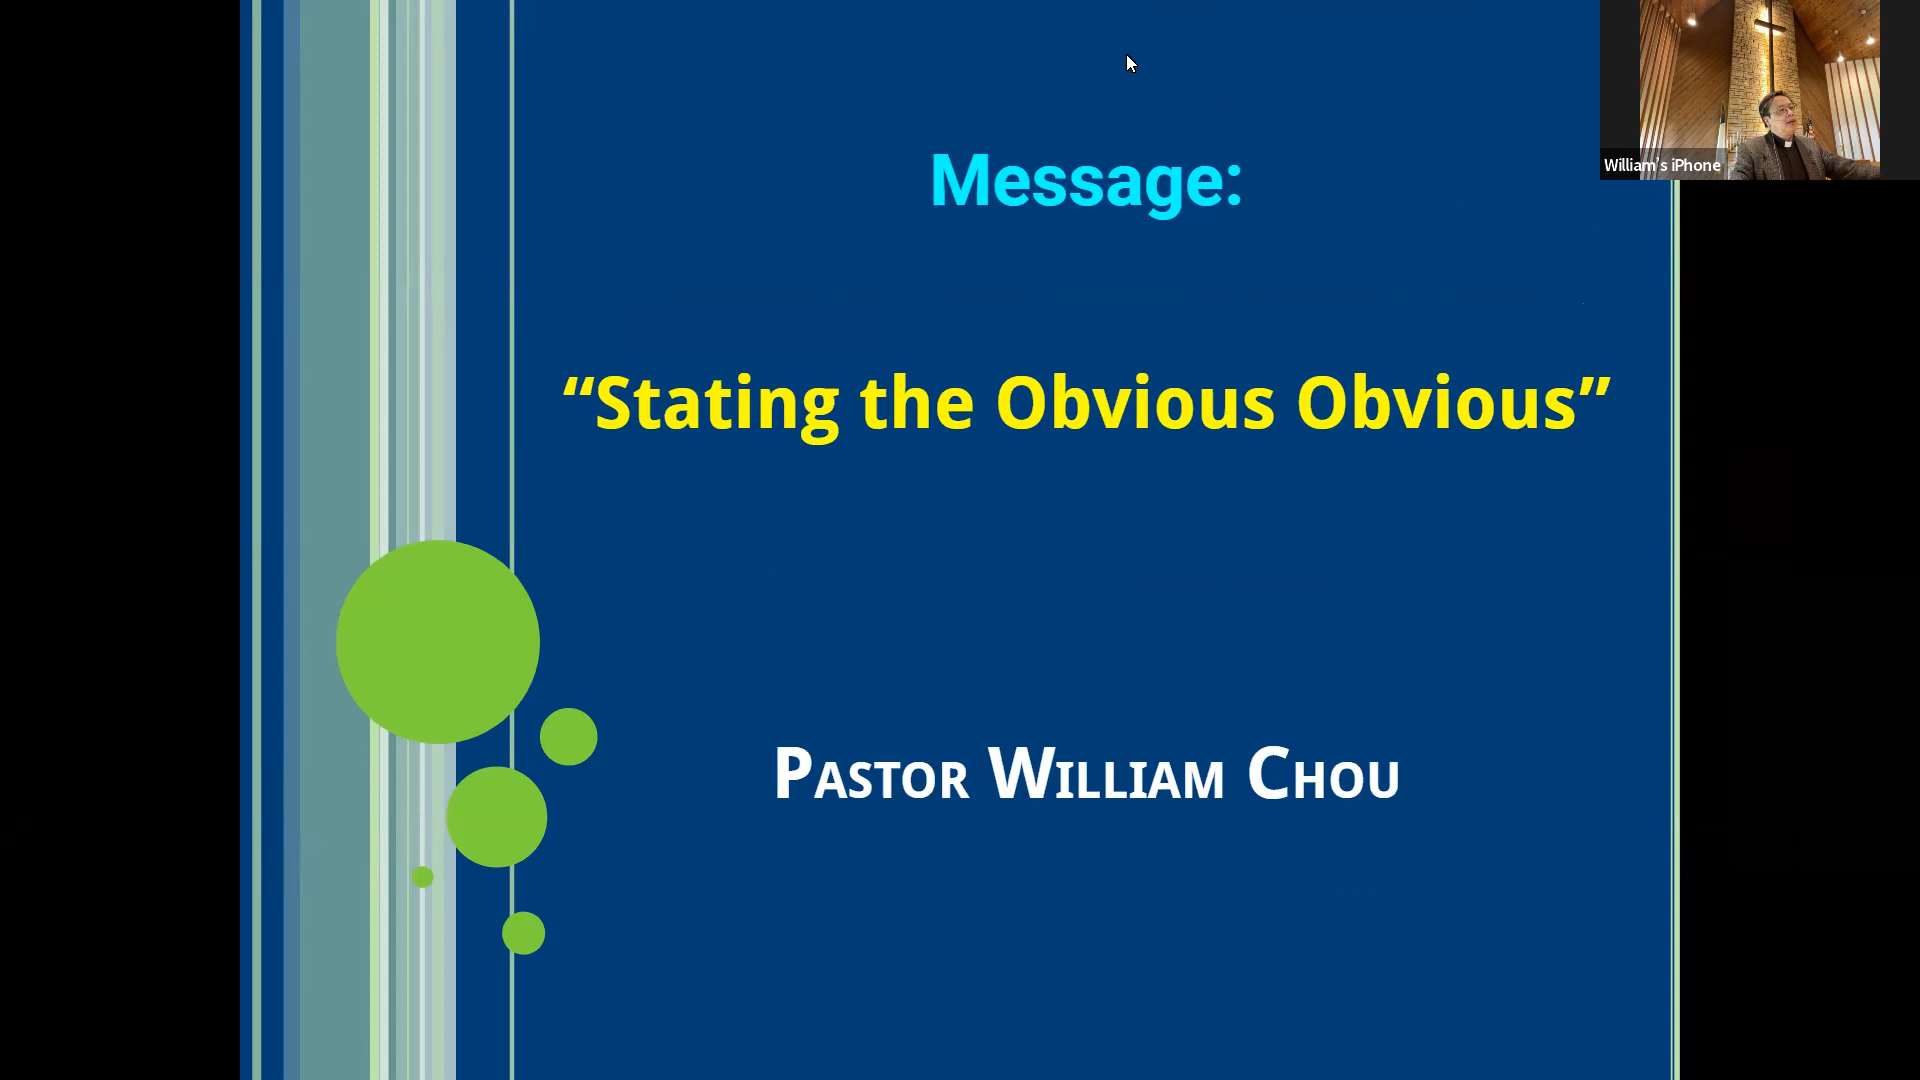 Message:
“Stating the Obvious Obvious”
Pastor William Chou
William's iPhone